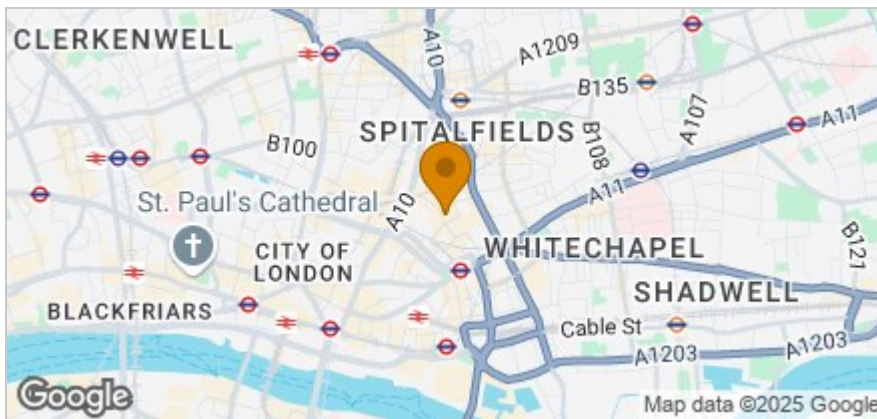 CLERKENWELL
A10
A1209
B135
A107
A11
SPITALFIELDS
B100
B108
A11
St. Paul's Cathedral
A10
CITY OF
LONDON
WHITECHAPEL
B121
SHADWELL
BLACKFRIARS
Cable St
A1203
A1203
Google
Map data ©2025 Google